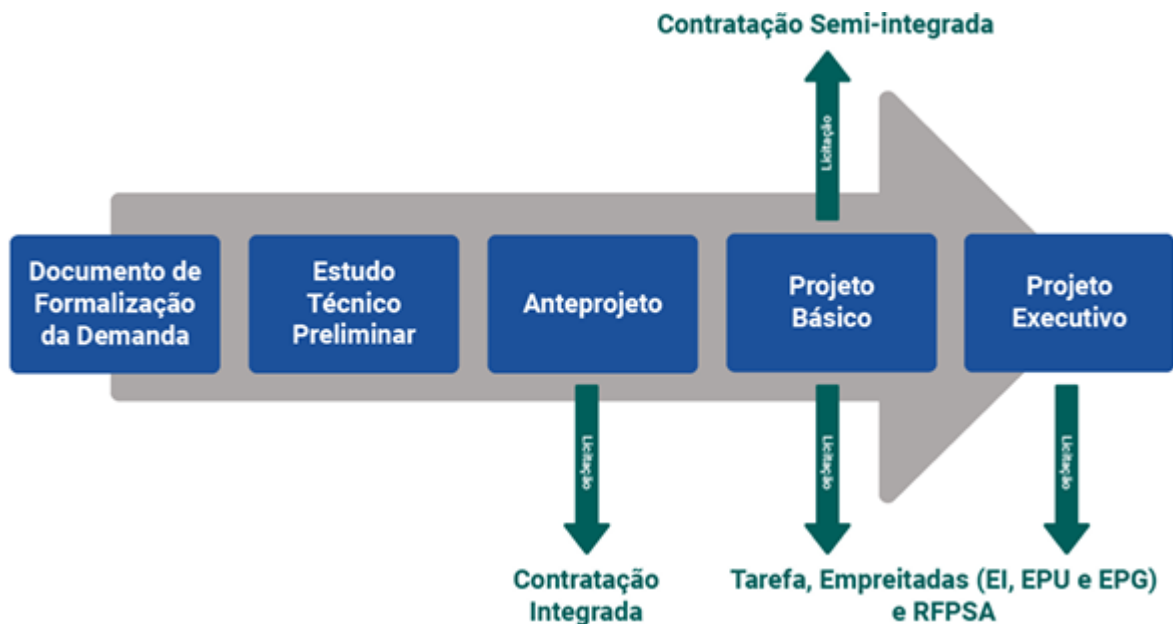 Contratação Semi-integrada
Licitação
Documento de
Formalização
da Demanda
Estudo
Técnico
Preliminar
Anteprojeto
Projeto
Básico
Projeto
Executivo
Licitação
Licitação
Licitação
Contratação
Integrada
Tarefa, Empreitadas (EI, EPU e EPG)
e RFPSA